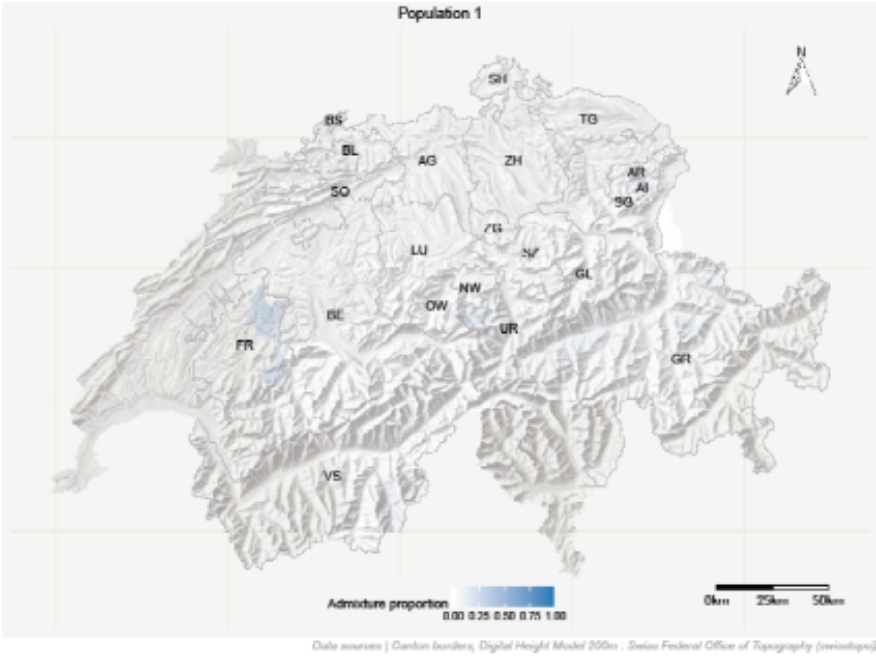 Population 1
N
SH
BS
TG
BL
AG
ZH
AR
AI
SO
SG
ZG
LU
SZ
GL
NW
OW
BE
UR
FR
GR
VS
Admixture proportion
0.00 0.25 0.50 0.75 1.00
0km 25km 50km
Data sources | Canton borders, Digital Height Model 200m : Swiss Federal Office of Topography (swisstopo)